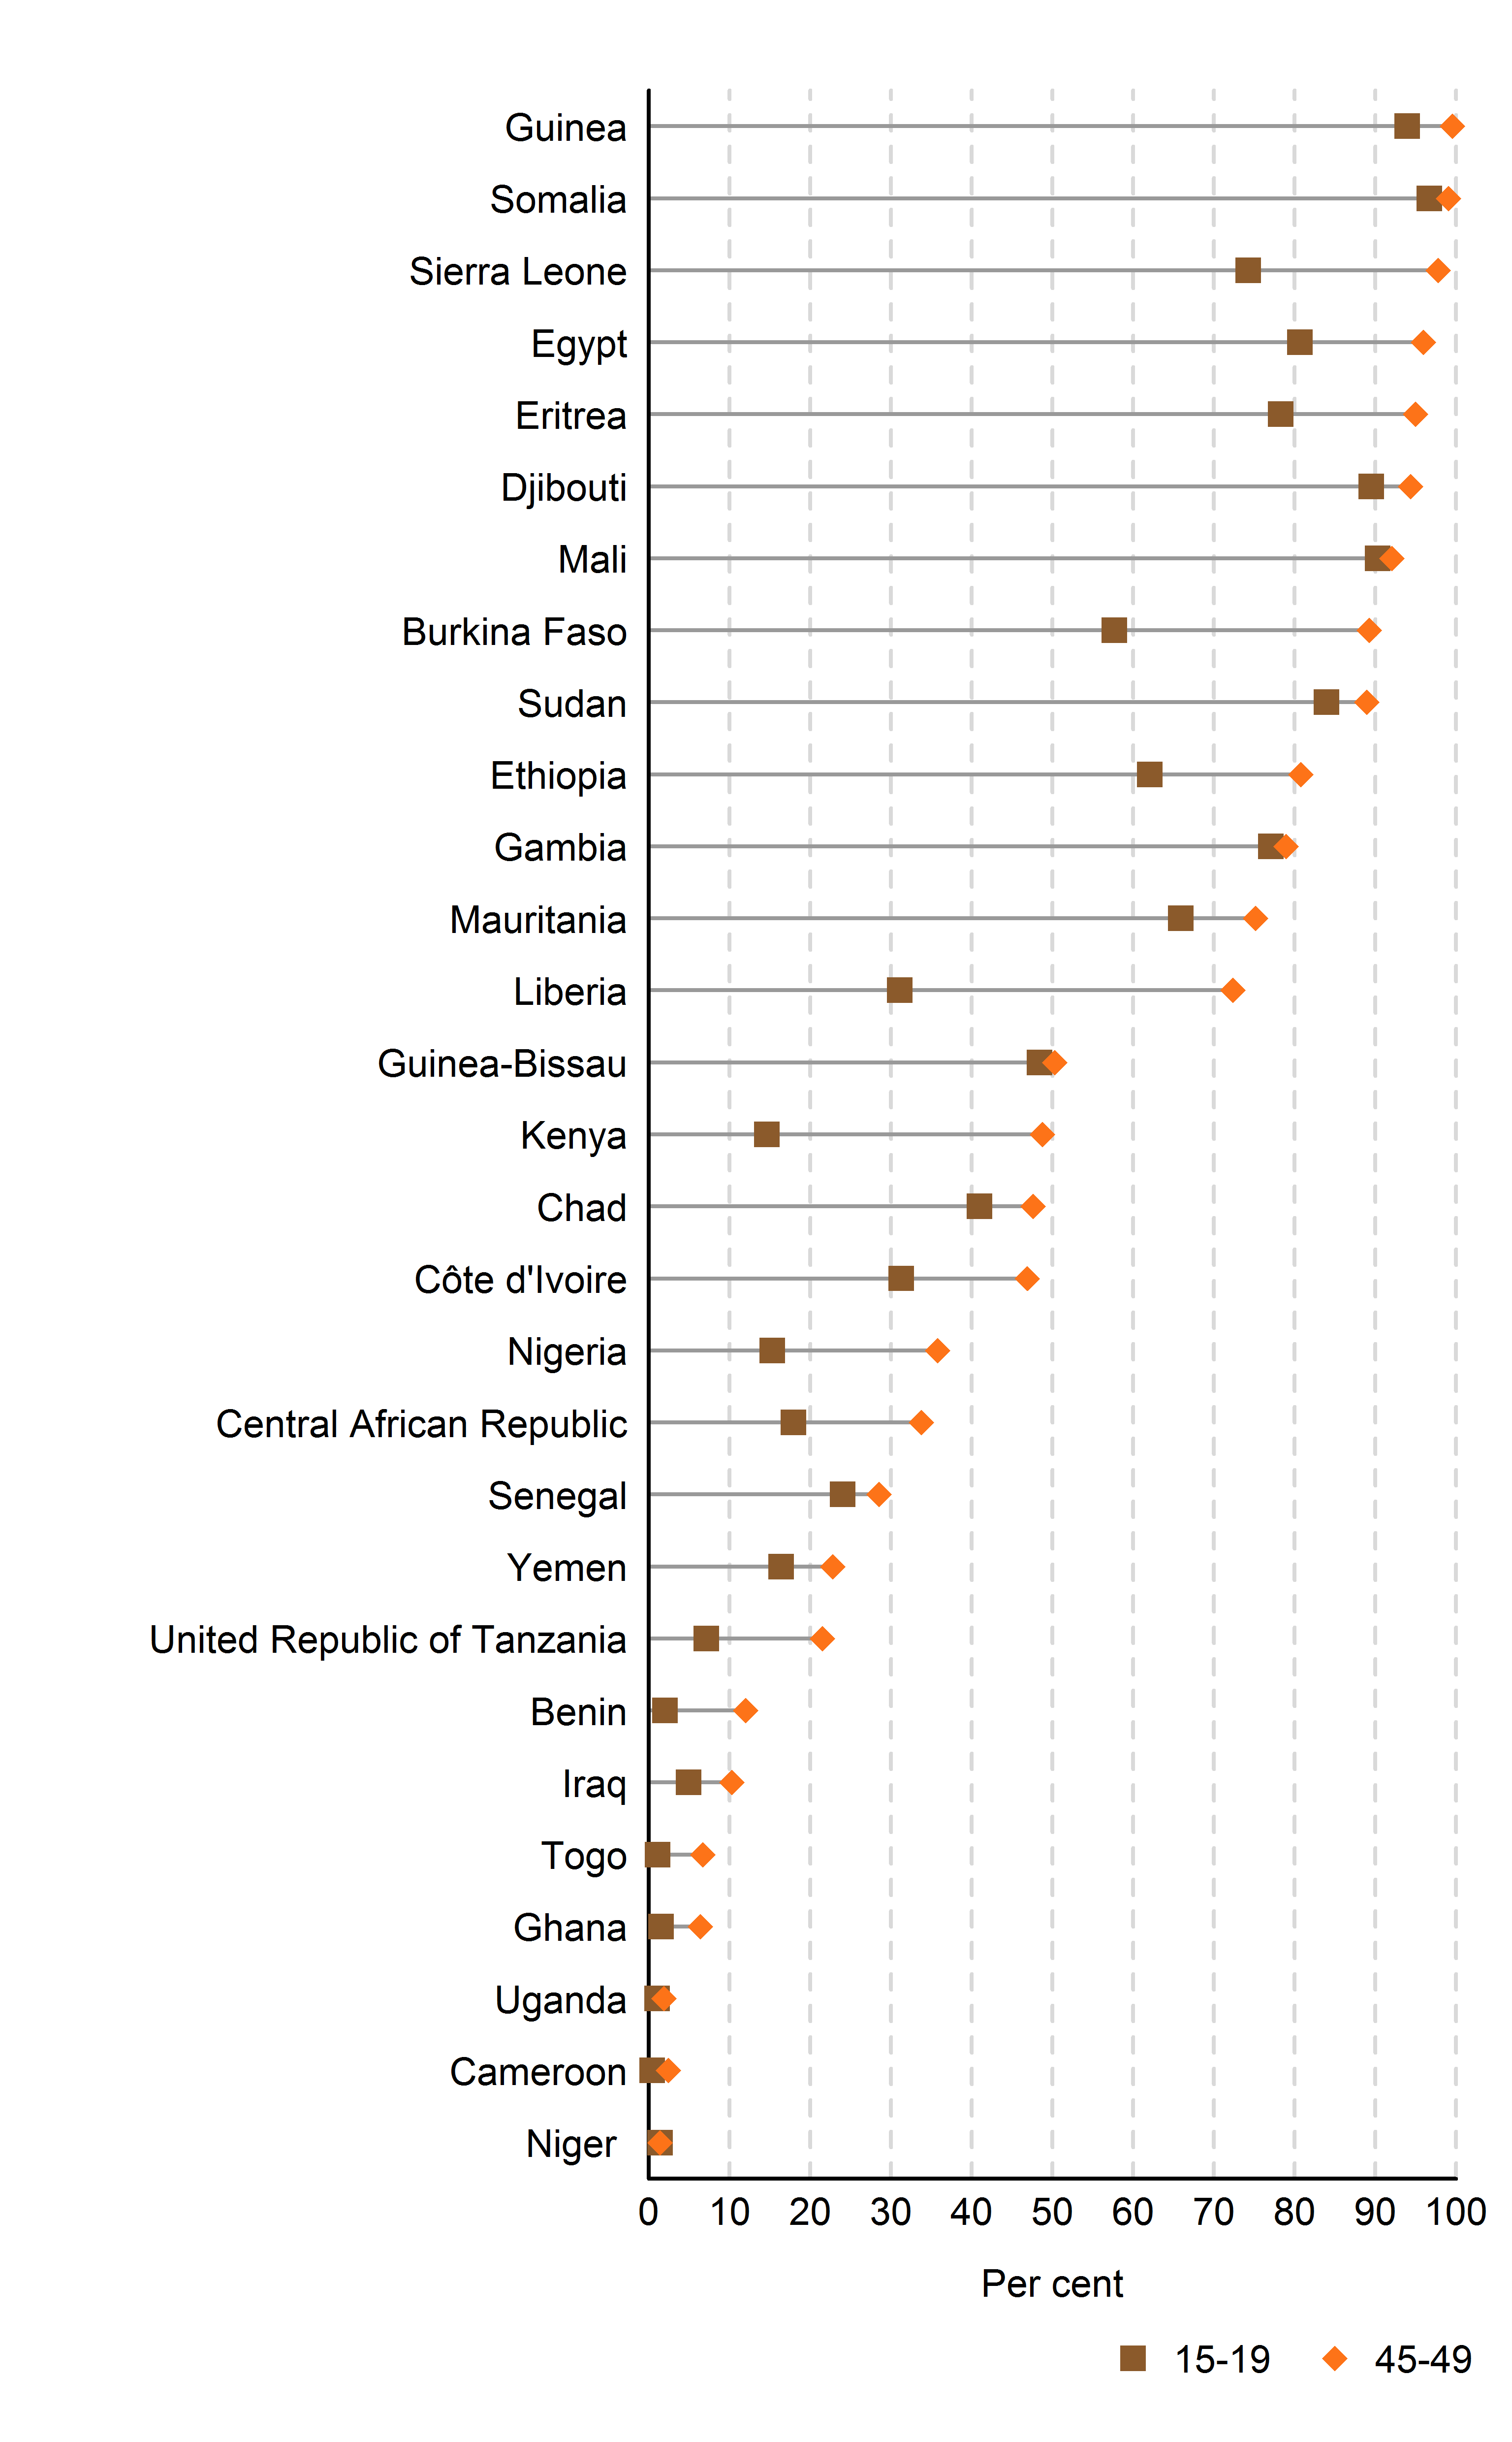 Guinea
Somalia
Sierra Leone
Egypt
Eritrea
Djibouti
Mali
Burkina Faso
Sudan
Ethiopia
Gambia
Mauritania
Liberia
Guinea-Bissau
Kenya
Chad
Côte d'Ivoire
Nigeria
Central African Republic
Senegal
Yemen
United Republic of Tanzania
Benin
Iraq
Togo
Ghana
Uganda
Cameroon
Niger
0 10 20 30 40 50 60 70 80 90 100
Per cent
15-19 45-49